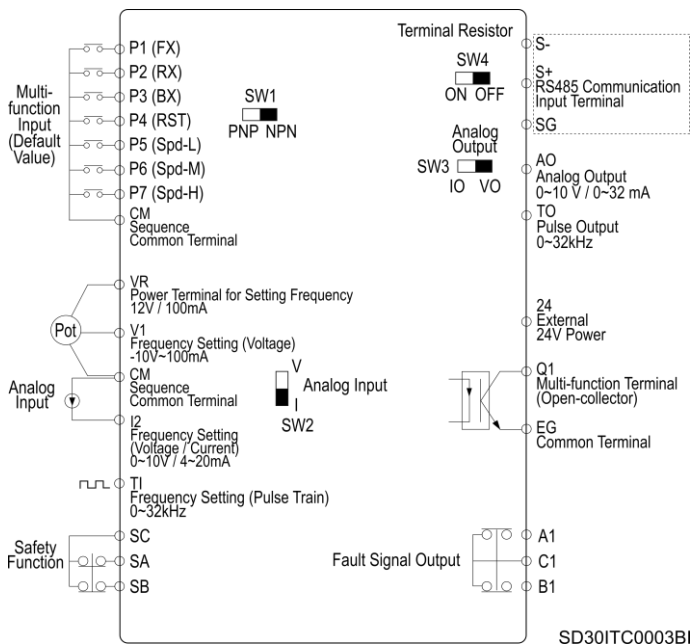 Multi-
function
Input
(Default
Value)
P1 (FX)
P2 (RX)
P3 (BX)
P4 (RST)
P5 (Spd-L)
P6 (Spd-M)
P7 (Spd-H)
CM
Sequence
Common Terminal
SW1
PNP NPN
Terminal Resistor
SW4
ON OFF
Analog
Output
SW3
IO VO
S-
S+
RS485 Communication
Input Terminal
SG
AO
Analog Output
0~10 V / 0~32 mA
TO
Pulse Output
0~32kHz
Pot
VR
Power Terminal for Setting Frequency
12V / 100mA
V1
Frequency Setting (Voltage)
-10V~100mA
CM
Sequence
Common Terminal
Analog
Input
I2
Frequency Setting
(Voltage / Current)
0~10V / 4~20mA
V
Analog Input
I
SW2
24
External
24V Power
Q1
Multi-function Terminal
(Open-collector)
EG
Common Terminal
TI
Frequency Setting (Pulse Train)
0~32kHz
Safety
Function
SC
SA
SB
Fault Signal Output
A1
C1
B1
SD30ITC0003BI